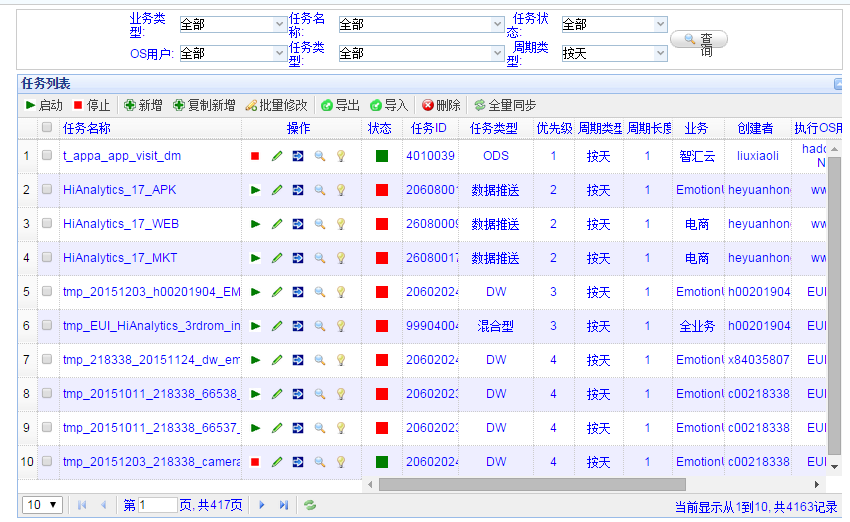 业务类型: 全部 任务名称: 全部 任务状态: 全部
OS用户: 全部 任务类型: 全部 周期类型: 按天 查询
任务列表
启动 停止 新增 复制新增 批量修改 导出 导入 删除 全量同步
任务名称 操作 状态 任务ID 任务类型 优先级 周期类型 周期长度 业务 创建者 执行OS用
1 t_appa_app_visit_dm 4010039 ODS 1 按天 1 智汇云 liuxiaoli hado N
2 HiAnalytics_17_APK 2060800 数据推送 2 按天 1 Emotion heyuanhon ww
3 HiAnalytics_17_WEB 26080009 数据推送 2 按天 1 电商 heyuanhon ww
4 HiAnalytics_17_MKT 26080017 数据推送 2 按天 1 电商 heyuanhon ww
5 tmp_20151203_h00201904_EM 20602024 DW 3 按天 1 Emotion h00201904 EUI
6 tmp_EUI_HiAnalytics_3rdrom_in 99904004 混合型 3 按天 1 全业务 h00201904 EUI
7 tmp_218338_20151124_dw_em 20602024 DW 4 按天 1 Emotion x84035807 EUI
8 tmp_20151011_218338_66538_ 20602023 DW 4 按天 1 Emotion c00218338 EUI
9 tmp_20151011_218338_66537_ 20602023 DW 4 按天 1 Emotion c00218338 EUI
10 tmp_20151203_218338_camera 20602024 DW 4 按天 1 Emotion c00218338 EUI
10 第 1 页, 共417页 当前显示从1到10, 共4163记录